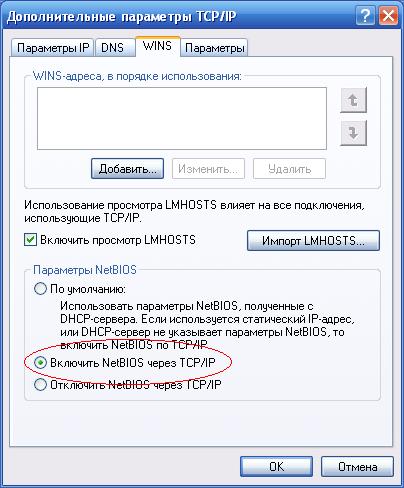 Дополнительные параметры TCP/IP
Параметры IP DNS WINS Параметры
WINS-адреса, в порядке использования:
Добавить... Изменить... Удалить
Использование просмотра LMHOSTS влияет на все подключения,
использующие TCP/IP.
Включить просмотр LMHOSTS Импорт LMHOSTS...
Параметры NetBIOS
По умолчанию:
Использовать параметры NetBIOS, полученные с
DHCP-сервера. Если используется статический IP-адрес,
или DHCP-сервер не указывает параметры NetBIOS, то
включить NetBIOS по TCP/IP.
Включить NetBIOS через TCP/IP
Отключить NetBIOS через TCP/IP
OK Отмена